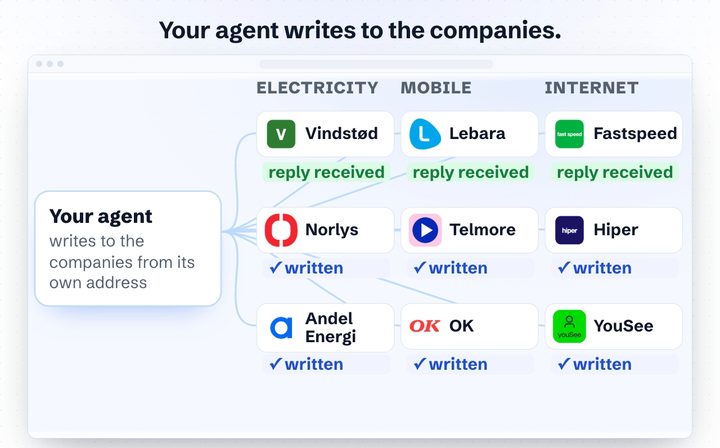 Your agent writes to the companies.
ELECTRICITY MOBILE INTERNET
V Vindstød
L Lebara
fast speed Fastspeed
reply received reply received reply received
Your agent
writes to the
companies from its
own address
Norlys
Telmore
hiper Hiper
✓written ✓written ✓written
Andel
Energi
OK OK
YouSee YouSee
✓written ✓written ✓written